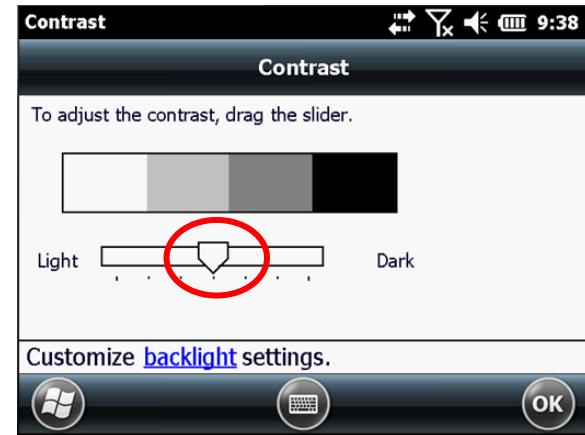 Contrast 9:38
Contrast
To adjust the contrast, drag the slider.
Light Dark
Customize backlight settings.
OK